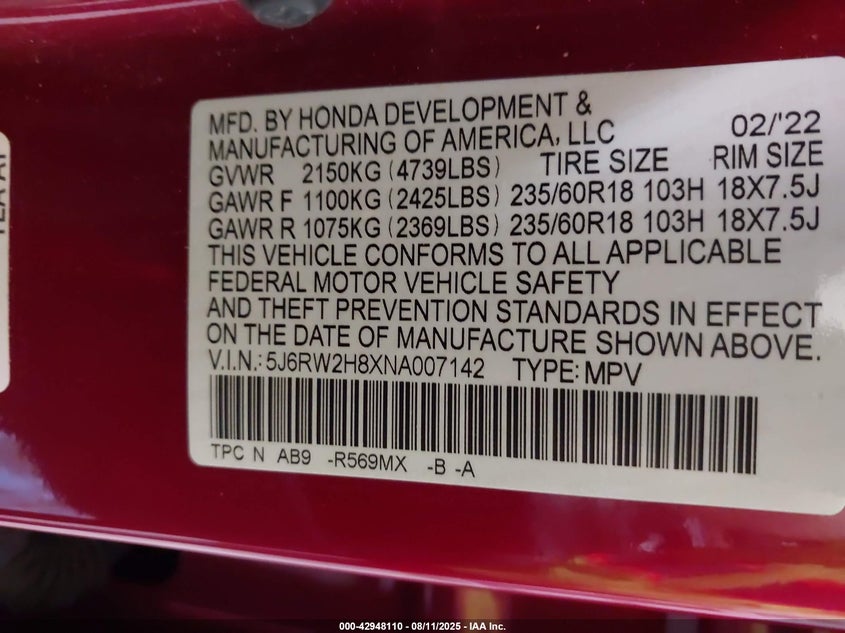 MFD. BY HONDA DEVELOPMENT &
MANUFACTURING OF AMERICA, LLC 02/'22
GVWR 2150KG (4739LBS) TIRE SIZE RIM SIZE
GAWR F 1100KG (2425LBS) 235/60R18 103H 18X7.5J
GAWR R 1075KG (2369LBS) 235/60R18 103H 18X7.5J
THIS VEHICLE CONFORMS TO ALL APPLICABLE
FEDERAL MOTOR VEHICLE SAFETY
AND THEFT PREVENTION STANDARDS IN EFFECT
ON THE DATE OF MANUFACTURE SHOWN ABOVE.
V.I.N.: 5J6RW2H8XNA007142 TYPE: MPV
TPC N AB9 -R569MX -B -A
000-42948110 - 08/11/2025 - IAA Inc.